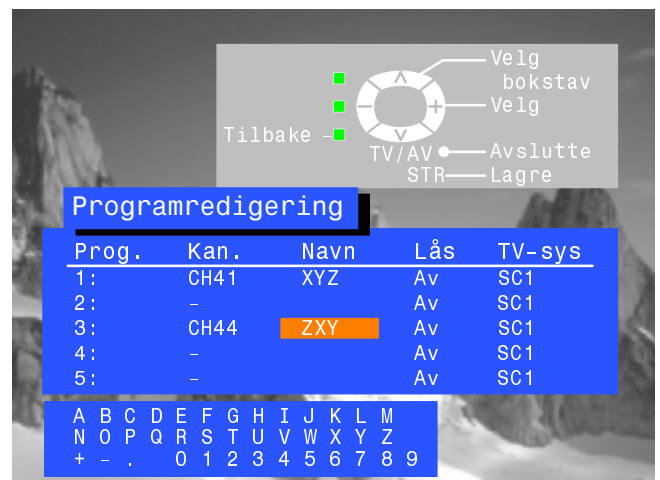 Velg
bokstav
Velg
Tilbake
TV/AV Avslutte
STR Lagre
Programredigering
Prog. Kan. Navn Lås TV-sys
1: CH41 XYZ Av SC1
2: - Av SC1
3: CH44 ZXY Av SC1
4: - Av SC1
5: - Av SC1
A B C D E F G H I J K L M
N O P Q R S T U V W X Y Z
+ - . 0 1 2 3 4 5 6 7 8 9